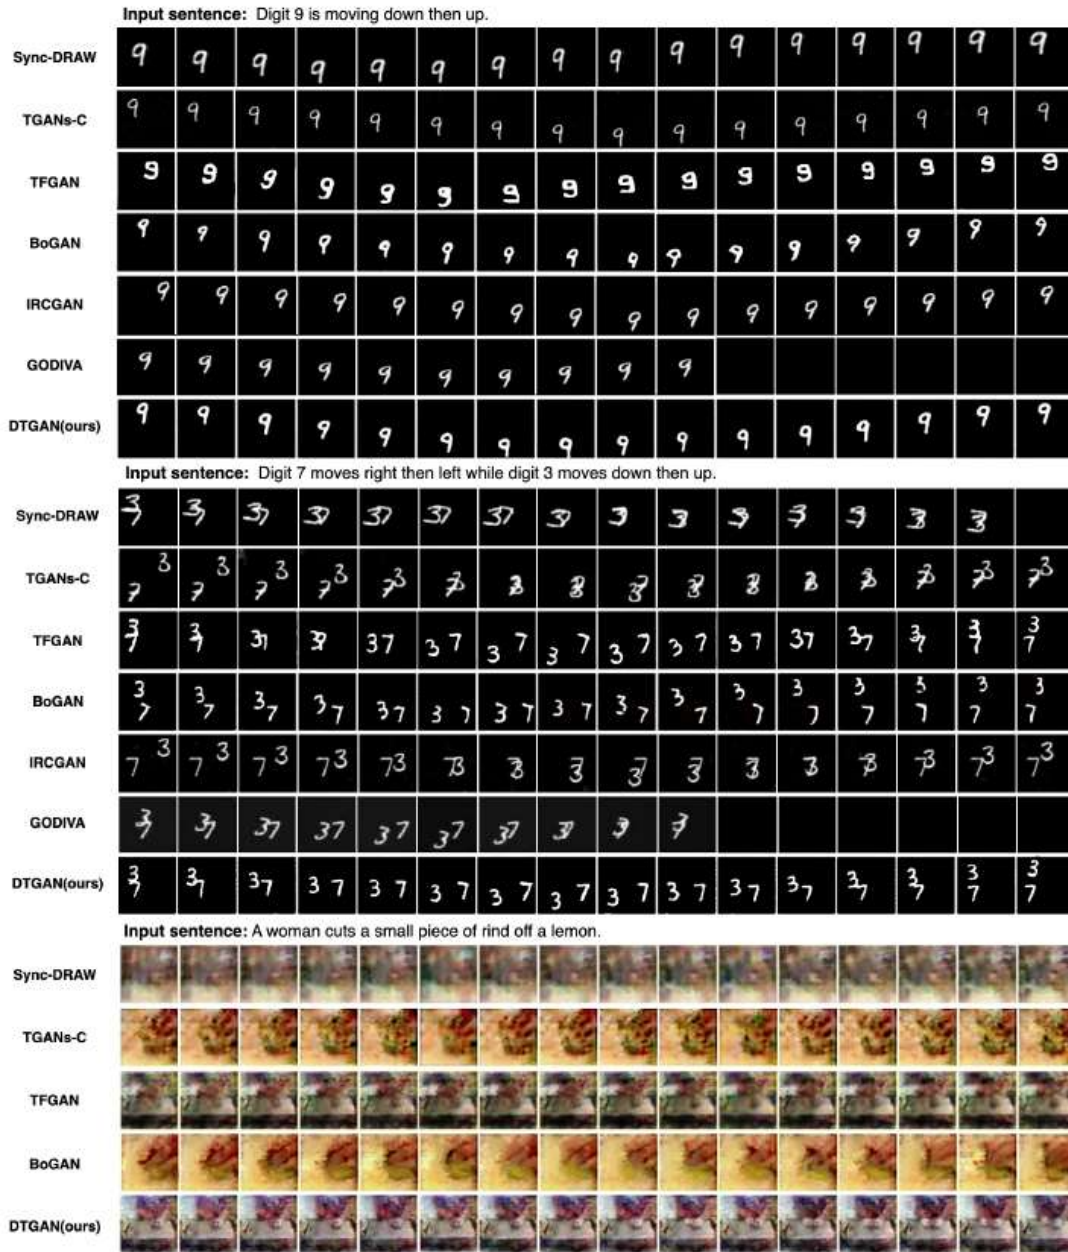 Input sentence: Digit 9 is moving down then up.
Sync-DRAW
TGANs-C
TFGAN
BoGAN
IRCGAN
GODIVA
DTGAN(ours)
Input sentence: Digit 7 moves right then left while digit 3 moves down then up.
Sync-DRAW
TGANs-C
TFGAN
BoGAN
IRCGAN
GODIVA
DTGAN(ours)
Input sentence: A woman cuts a small piece of rind off a lemon.
Sync-DRAW
TGANs-C
TFGAN
BoGAN
DTGAN(ours)